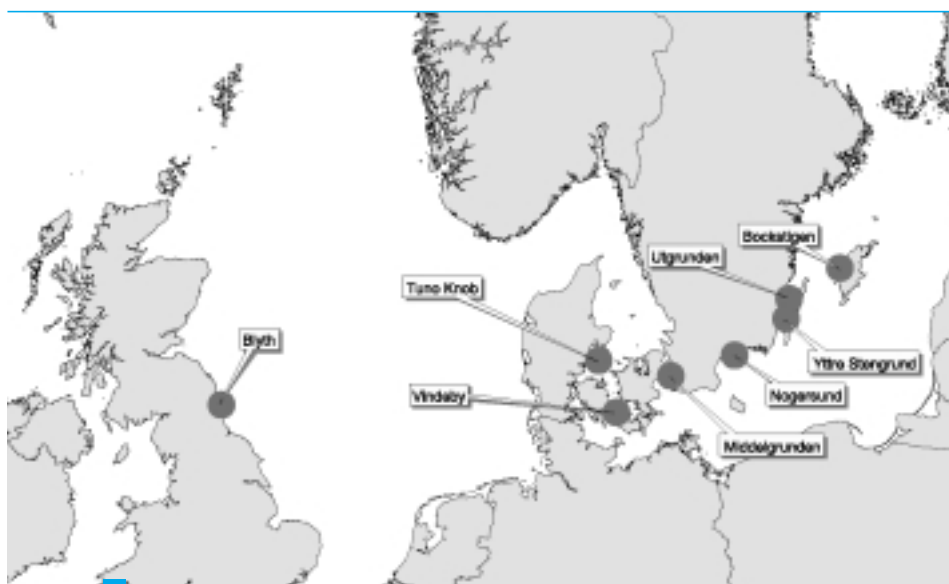 Bockstigen
Utgrunden
Tuno Knob
Blyth
Yttre Stengrund
Vindeby
Nogersund
Middelgrunden